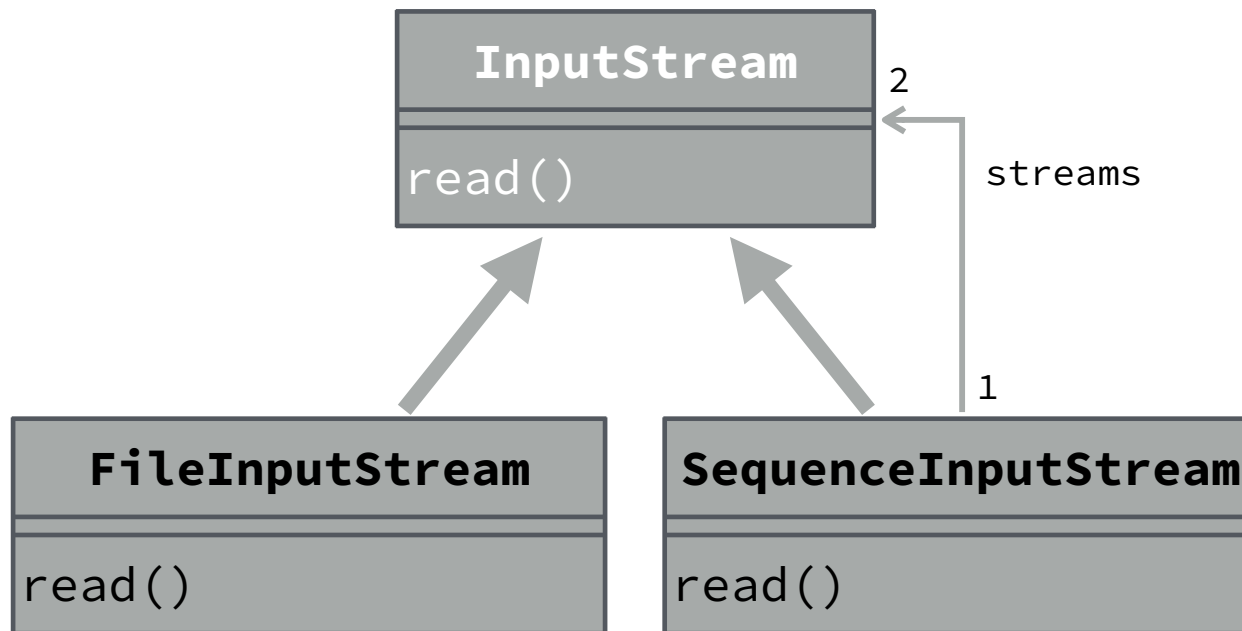 InputStream
2
read()
streams
1
FileInputStream
SequenceInputStream
read()
read()